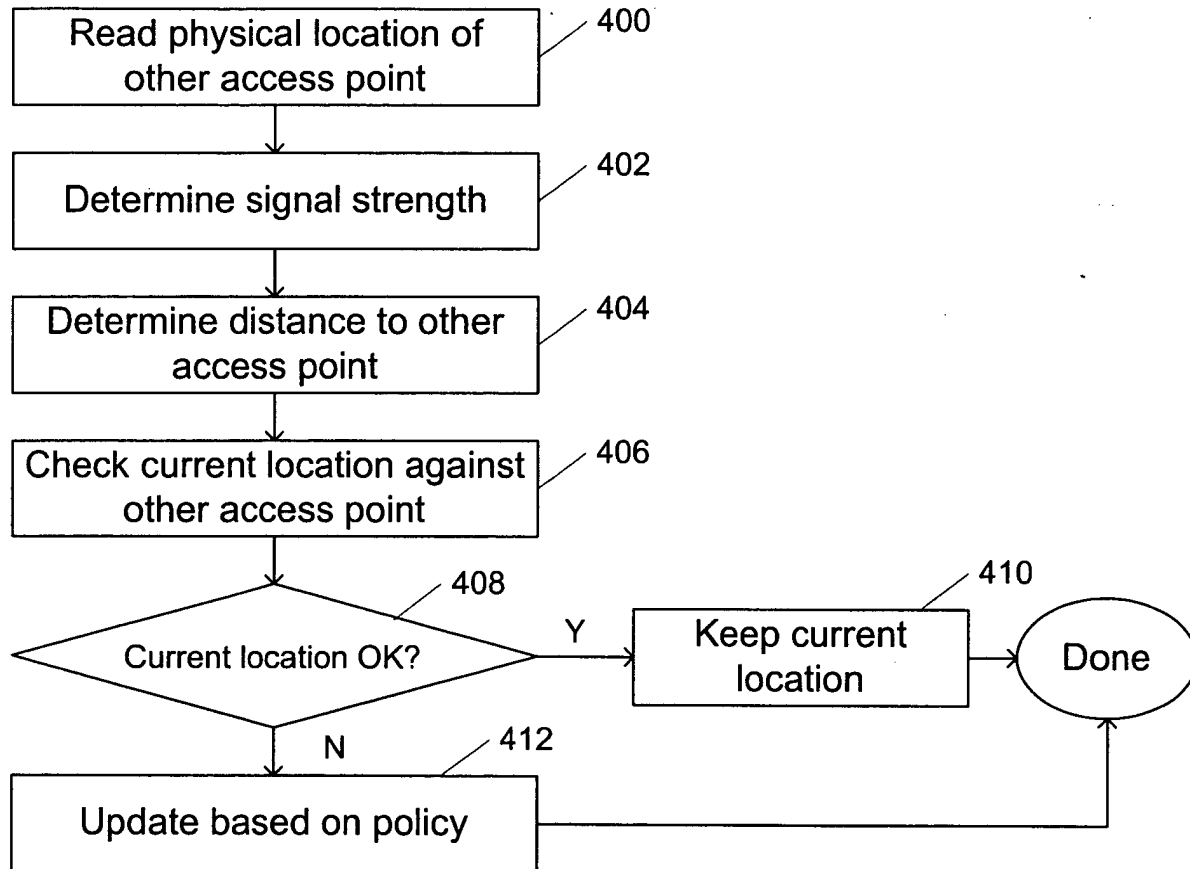 Read physical location of
other access point
400
Determine signal strength
402
Determine distance to other
access point
404
Check current location against
other access point
406
Current location OK?
408
Y
Keep current
location
410
Done
N
Update based on policy
412